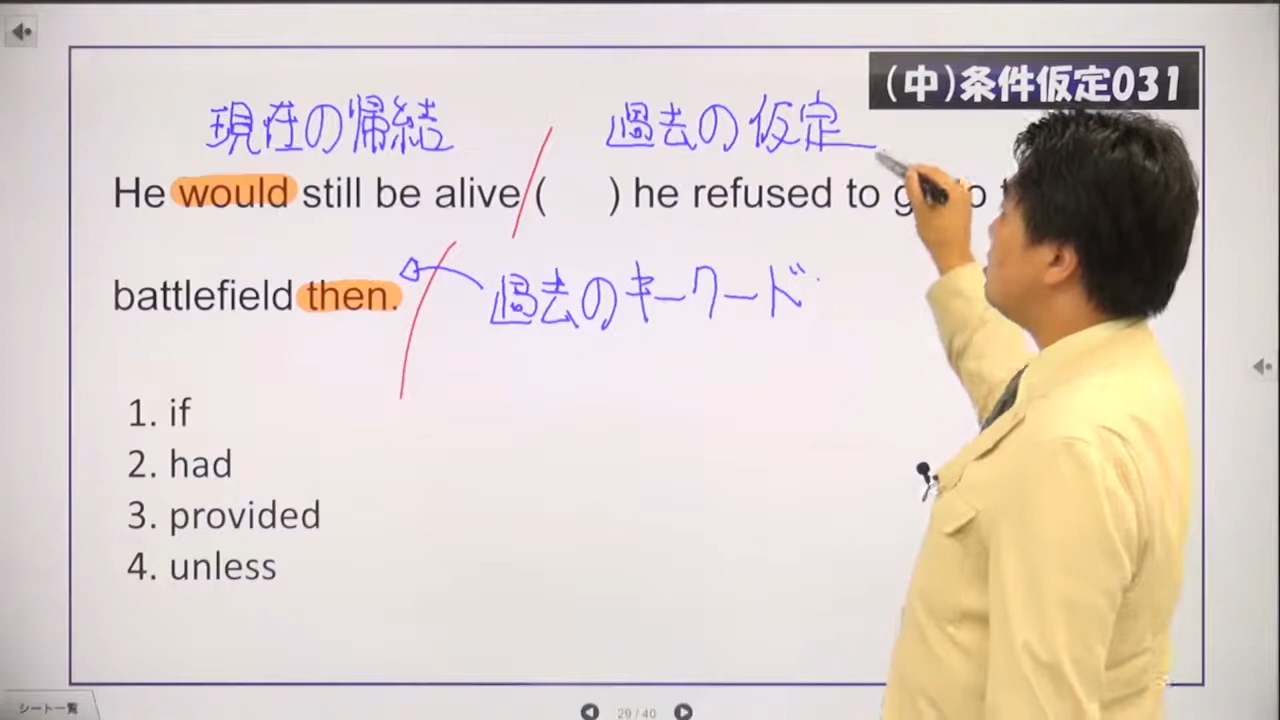 (中)条件仮定031
現在の帰結 過去の仮定
He would still be alive ( ) he refused to
battlefield then.
過去のキーワード
1. if
2. had
3. provided
4. unless
シート一覧
29 / 40